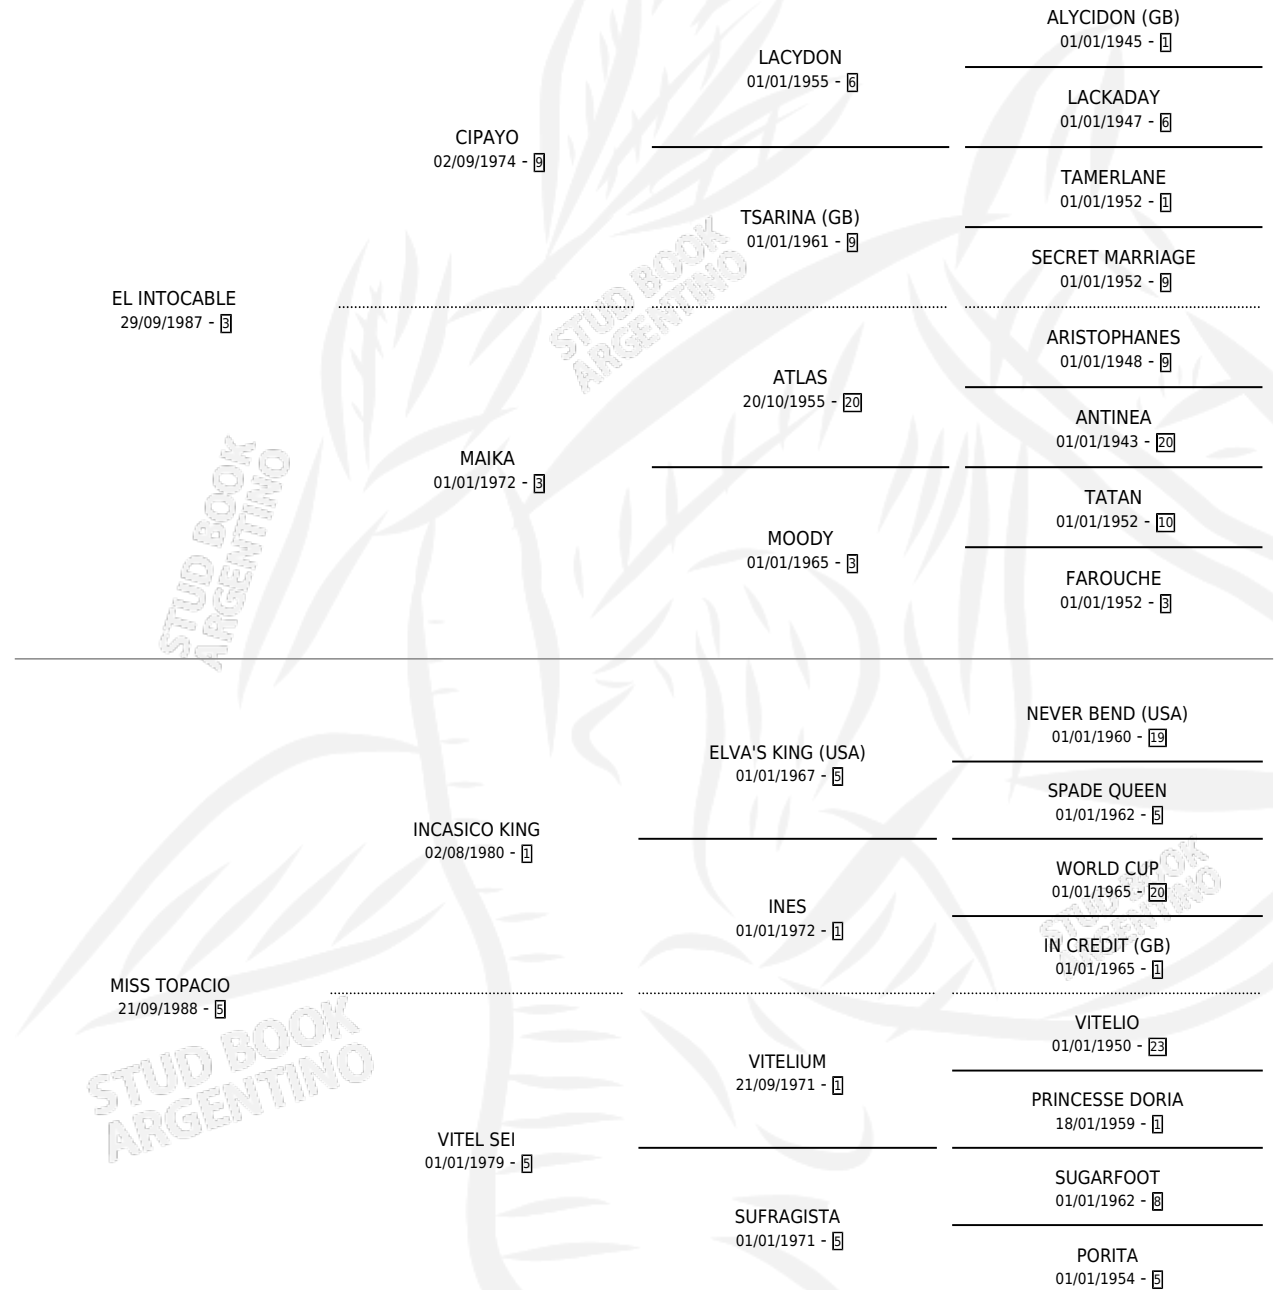 ALYCIDON (GB)
01/01/1945 - 1
LACYDON
01/01/1955 - 6
LACKADAY
01/01/1947 - 6
CIPAYO
02/09/1974 - 9
TAMERLANE
01/01/1952 - 1
TSARINA (GB)
01/01/1961 - 9
SECRET MARRIAGE
01/01/1952 - 9
STUD BOOK
ARGENTINO
EL INTOCABLE
29/09/1987 - 3
ARISTOPHANES
01/01/1948 - 9
ATLAS
20/10/1955 - 20
ANTINEA
01/01/1943 - 20
MAIKA
01/01/1972 - 3
TATAN
01/01/1952 - 10
MOODY
01/01/1965 - 3
FAROUCHE
01/01/1952 - 3
STUD BOOK
ARGENTINO
NEVER BEND (USA)
01/01/1960 - 19
ELVA'S KING (USA)
01/01/1967 - 5
SPADE QUEEN
01/01/1962 - 5
INCASICO KING
02/08/1980 - 1
WORLD CUP
01/01/1965 - 20
INES
01/01/1972 - 1
IN CREDIT (GB)
01/01/1965 - 1
STUD BOOK
ARGENTINO
MISS TOPACIO
21/09/1988 - 5
VITELIO
01/01/1950 - 23
VITELIUM
21/09/1971 - 1
PRINCESSE DORIA
18/01/1959 - 1
STUD BOOK
ARGENTINO
VITEL SEI
01/01/1979 - 5
SUGARFOOT
01/01/1962 - 8
SUFRAGISTA
01/01/1971 - 5
PORITA
01/01/1954 - 5